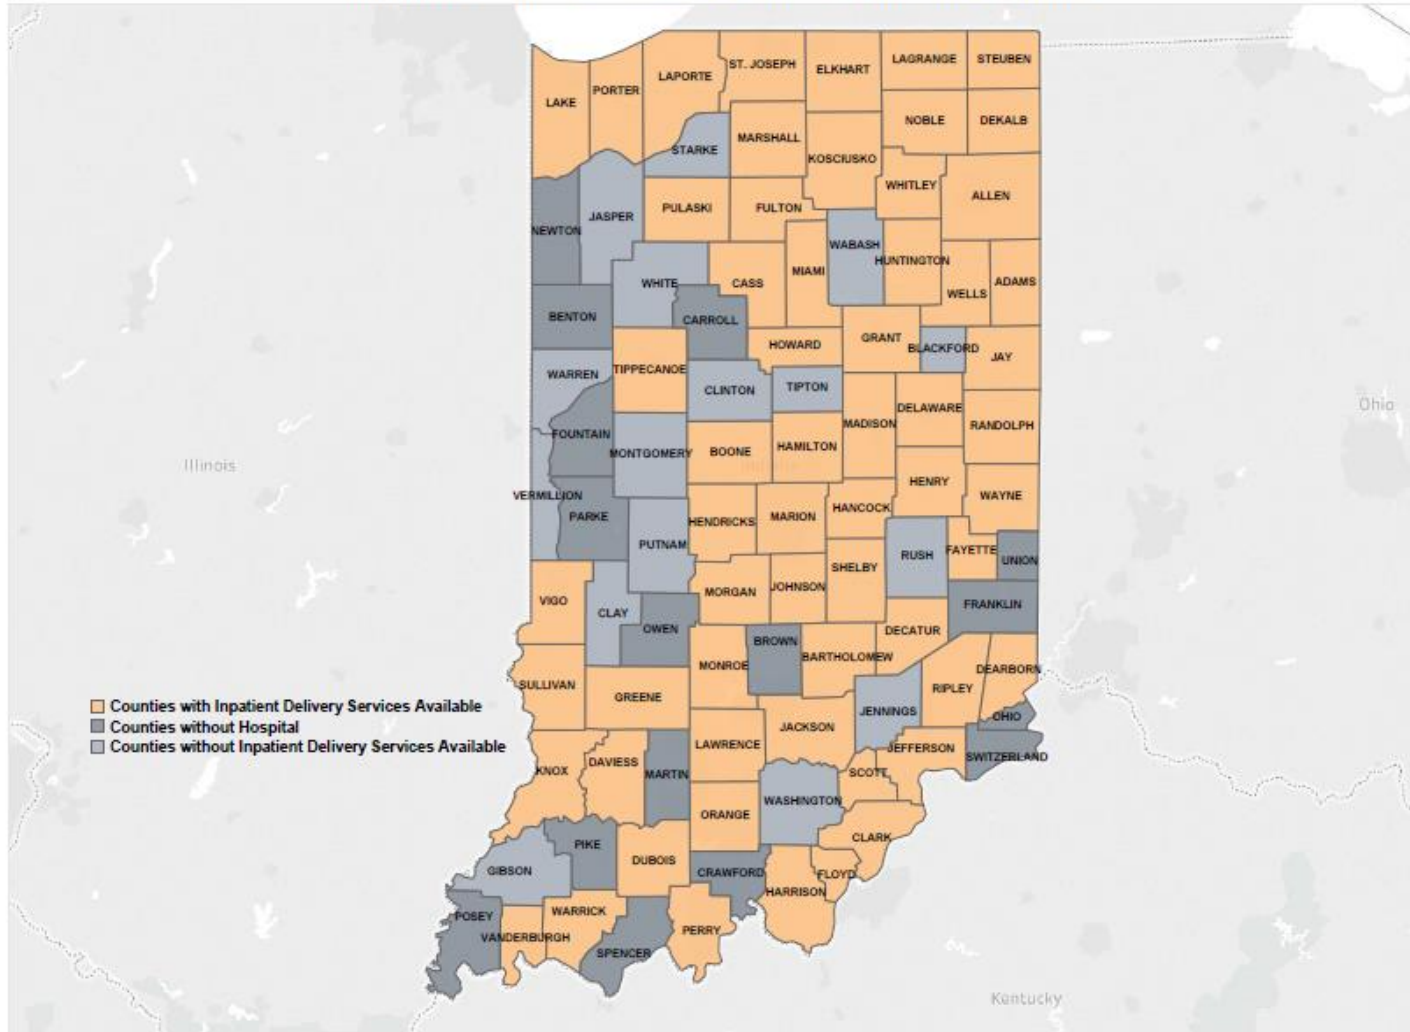 ST. JOSEPH
LAGRANGE
STEUBEN
LAPORTE
ELKHART
PORTER
LAKE
NOBLE
DEKALB
MARSHALL
STARKE
KOSCIUSKO
WHITLEY
ALLEN
PULASKI
FULTON
JASPER
NEWTON
WABASH
HUNTINGTON
MIAMI
WHITE
CASS
WELLS
ADAMS
BENTON
CARROLL
HOWARD
GRANT
BLACKFORD
JAY
TIPPECANOE
WARREN
CLINTON
TIPTON
DELAWARE
MADISON
RANDOLPH
Ohio
FOUNTAIN
MONTGOMERY
BOONE
HAMILTON
Illinois
HENRY
VERMILLION
WAYNE
HANCOCK
PARKE
HENDRICKS
MARION
PUTNAM
RUSH
FAYETTE
UNION
SHELBY
MORGAN
JOHNSON
VIGO
FRANKLIN
CLAY
OWEN
DECATUR
BROWN
BARTHOLOMEW
MONROE
DEARBORN
SULLIVAN
RIPLEY
GREENE
Counties with Inpatient Delivery Services Available
Counties without Hospital
Counties without Inpatient Delivery Services Available
JENNINGS
OHIO
JACKSON
LAWRENCE
JEFFERSON
SWITZERLAND
DAVIESS
KNOX
MARTIN
SCOTT
WASHINGTON
ORANGE
CLARK
PIKE
DUBOIS
GIBSON
CRAWFORD
FLOYD
HARRISON
WARRICK
POSEY
PERRY
VANDERBURGH
SPENCER
Kentucky